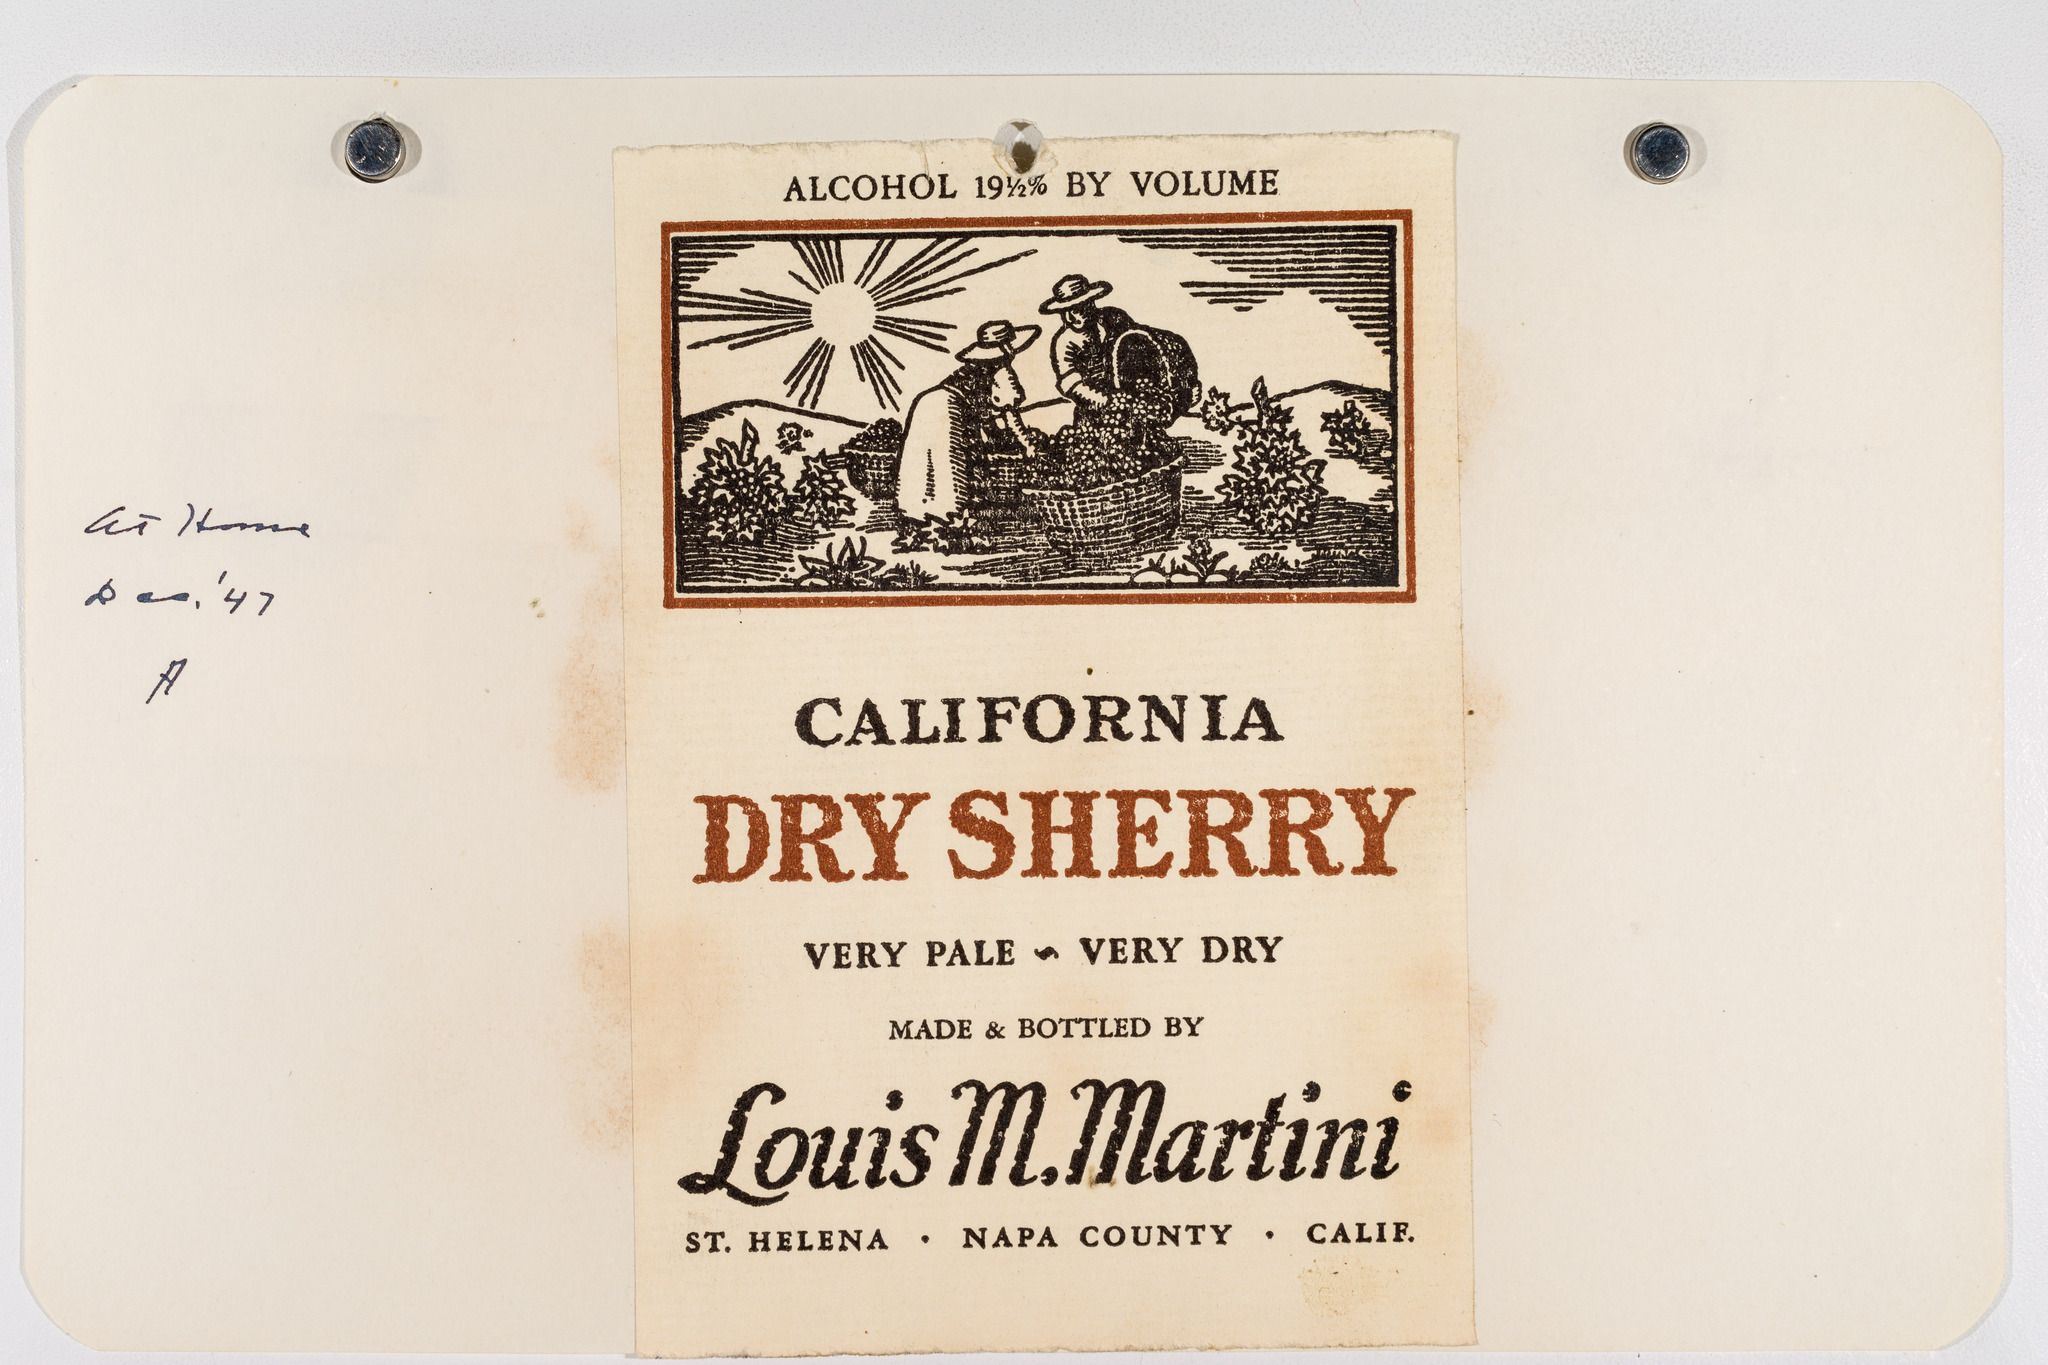 ALCOHOL 19½% BY VOLUME
At Home
Dec. '47
A
CALIFORNIA
DRY SHERRY
VERY PALE ~ VERY DRY
MADE & BOTTLED BY
Louis M. Martini
ST. HELENA · NAPA COUNTY · CALIF.